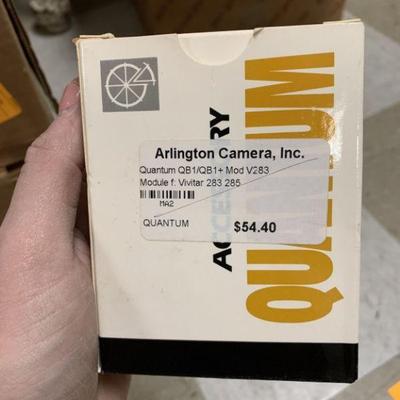 Arlington Camera, Inc.
Quantum QB1/QB1+ Mod V283
Module f: Vivitar 283 285
MA2
QUANTUM
$54.40
ACCESSORY
QUANTUM